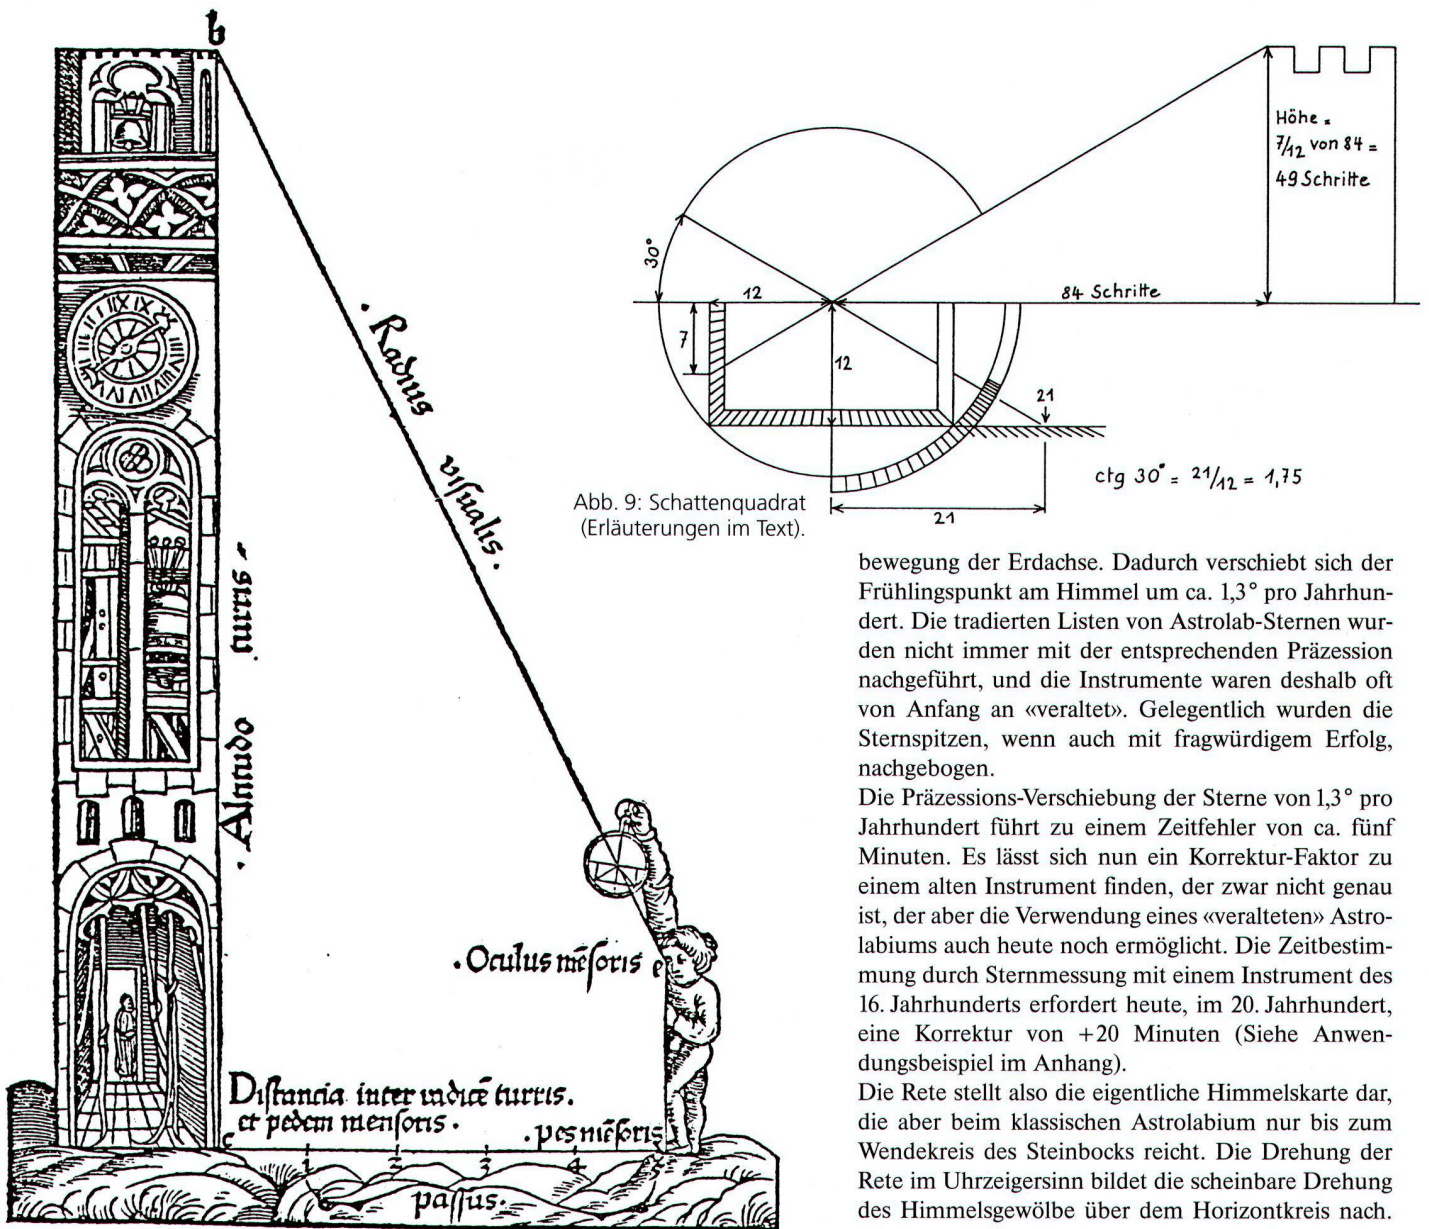 b
. Radius
visualis.
. Altitudo turris
. Oculus mēsoris e
Distancia inter radicē turris.
et pedem mensoris.
. pes mēsoris
c
1 2 3 4 5
passus.
Höhe =
7/12 von 84 =
49 Schritte
30°
12
84 Schritte
7
12
21
21
ctg 30° = 21/12 = 1,75
Abb. 9: Schattenquadrat
(Erläuterungen im Text).
bewegung der Erdachse. Dadurch verschiebt sich der
Frühlingspunkt am Himmel um ca. 1,3° pro Jahrhun-
dert. Die tradierten Listen von Astrolab-Sternen wur-
den nicht immer mit der entsprechenden Präzession
nachgeführt, und die Instrumente waren deshalb oft
von Anfang an «veraltet». Gelegentlich wurden die
Sternspitzen, wenn auch mit fragwürdigem Erfolg,
nachgebogen.
Die Präzessions-Verschiebung der Sterne von 1,3° pro
Jahrhundert führt zu einem Zeitfehler von ca. fünf
Minuten. Es lässt sich nun ein Korrektur-Faktor zu
einem alten Instrument finden, der zwar nicht genau
ist, der aber die Verwendung eines «veralteten» Astro-
labiums auch heute noch ermöglicht. Die Zeitbestim-
mung durch Sternmessung mit einem Instrument des
16. Jahrhunderts erfordert heute, im 20. Jahrhundert,
eine Korrektur von +20 Minuten (Siehe Anwen-
dungsbeispiel im Anhang).
Die Rete stellt also die eigentliche Himmelskarte dar,
die aber beim klassischen Astrolabium nur bis zum
Wendekreis des Steinbocks reicht. Die Drehung der
Rete im Uhrzeigersinn bildet die scheinbare Drehung
des Himmelsgewölbe über dem Horizontkreis nach.